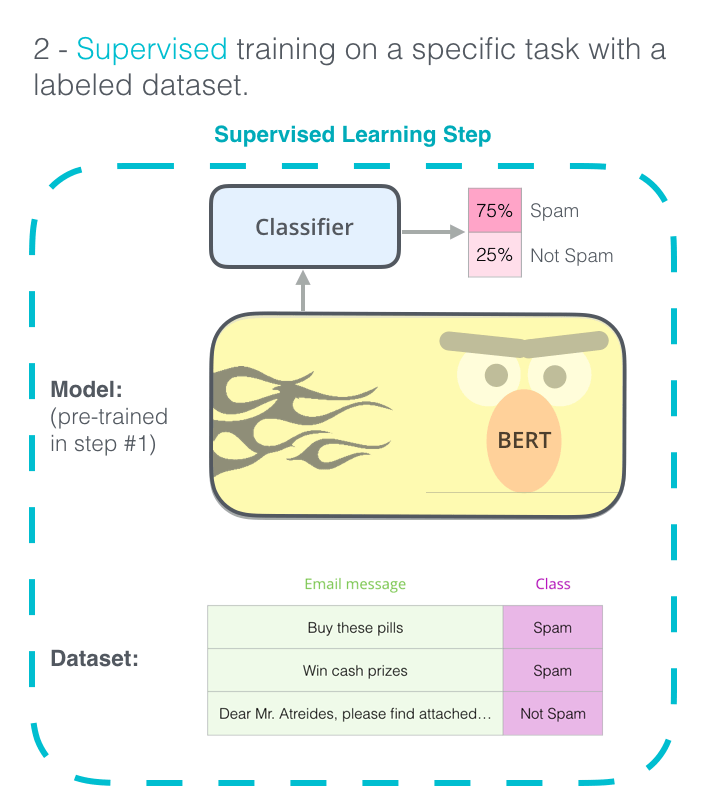 2 - Supervised training on a specific task with a
labeled dataset.
Supervised Learning Step
Classifier
75% Spam
25% Not Spam
Model:
(pre-trained
in step #1)
BERT
Email message Class
Buy these pills Spam
Dataset:
Win cash prizes Spam
Dear Mr. Atreides, please find attached... Not Spam